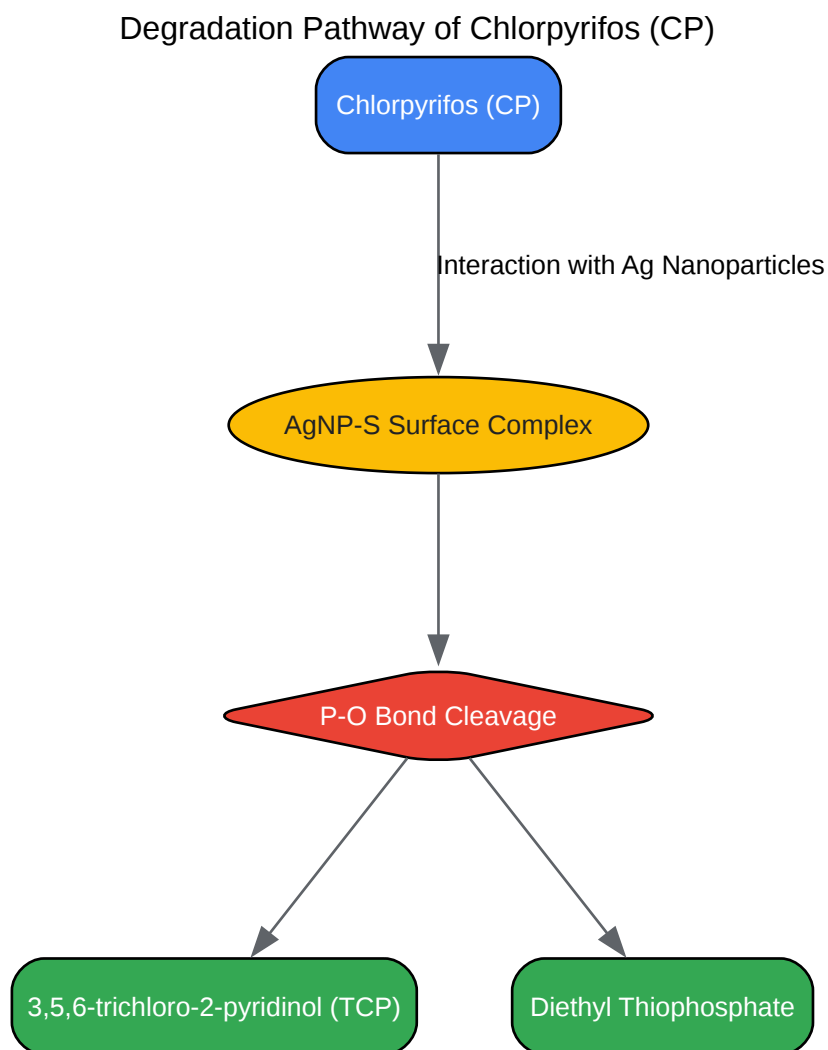 Degradation Pathway of Chlorpyrifos (CP)
Chlorpyrifos (CP)
Interaction with Ag Nanoparticles
AgNP-S Surface Complex
P-O Bond Cleavage
3,5,6-trichloro-2-pyridinol (TCP)
Diethyl Thiophosphate